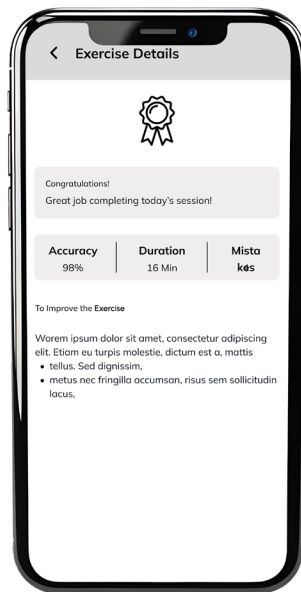 Exercise Details
Congratulations!
Great job completing today's session!
Accuracy Duration Mista
98% 16 Min kes
To Improve the Exercise
Worem ipsum dolor sit amet, consectetur adipiscing
elit. Etiam eu turpis molestie, dictum est a, mattis
• tellus. Sed dignissim,
• metus nec fringilla accumsan, risus sem sollicitudin
lacus,